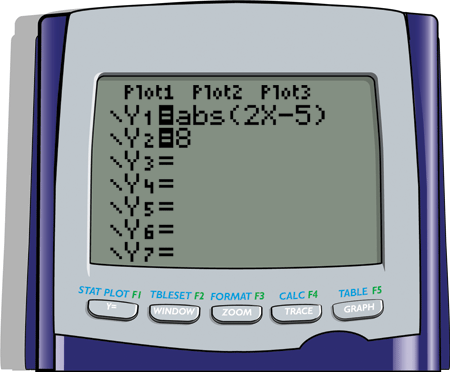 Plot1 Plot2 Plot3
\Y1=abs(2X-5)
\Y2=8
\Y3=
\Y4=
\Y5=
\Y6=
\Y7=
STAT PLOT F1 TBLESET F2 FORMAT F3 CALC F4 TABLE F5
Y= WINDOW ZOOM TRACE GRAPH